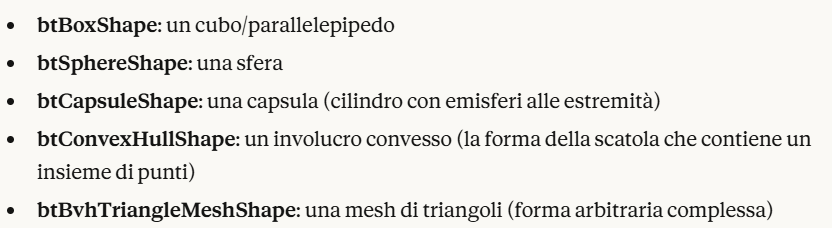 • btBoxShape: un cubo/parallelepipedo
• btSphereShape: una sfera
• btCapsuleShape: una capsula (cilindro con emisferi alle estremità)
• btConvexHullShape: un involucro convesso (la forma della scatola che contiene un
insieme di punti)
• btBvhTriangleMeshShape: una mesh di triangoli (forma arbitraria complessa)